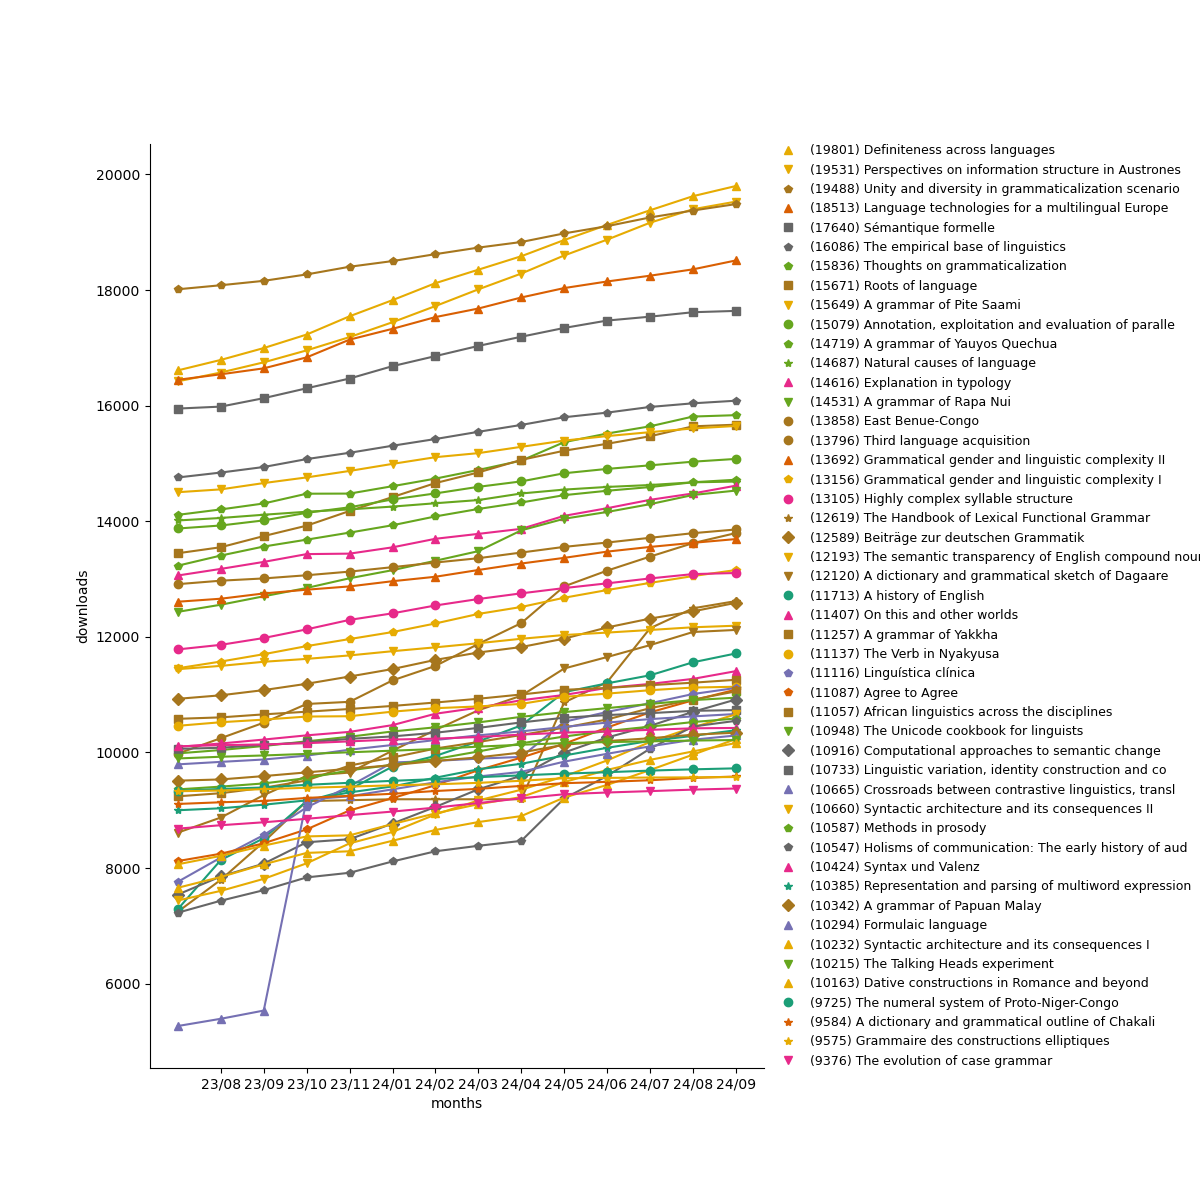 20000
18000
16000
14000
12000
10000
8000
6000
downloads
23/08 23/09 23/10 23/11 24/01 24/02 24/03 24/04 24/05 24/06 24/07 24/08 24/09
months
(19801) Definiteness across languages
(19531) Perspectives on information structure in Austrones
(19488) Unity and diversity in grammaticalization scenario
(18513) Language technologies for a multilingual Europe
(17640) Sémantique formelle
(16086) The empirical base of linguistics
(15836) Thoughts on grammaticalization
(15671) Roots of language
(15649) A grammar of Pite Saami
(15079) Annotation, exploitation and evaluation of paralle
(14719) A grammar of Yauyos Quechua
(14687) Natural causes of language
(14616) Explanation in typology
(14531) A grammar of Rapa Nui
(13858) East Benue-Congo
(13796) Third language acquisition
(13692) Grammatical gender and linguistic complexity II
(13156) Grammatical gender and linguistic complexity I
(13105) Highly complex syllable structure
(12619) The Handbook of Lexical Functional Grammar
(12589) Beiträge zur deutschen Grammatik
(12193) The semantic transparency of English compound nou
(12120) A dictionary and grammatical sketch of Dagaare
(11713) A history of English
(11407) On this and other worlds
(11257) A grammar of Yakkha
(11137) The Verb in Nyakyusa
(11116) Linguística clínica
(11087) Agree to Agree
(11057) African linguistics across the disciplines
(10948) The Unicode cookbook for linguists
(10916) Computational approaches to semantic change
(10733) Linguistic variation, identity construction and co
(10665) Crossroads between contrastive linguistics, transl
(10660) Syntactic architecture and its consequences II
(10587) Methods in prosody
(10547) Holisms of communication: The early history of aud
(10424) Syntax und Valenz
(10385) Representation and parsing of multiword expression
(10342) A grammar of Papuan Malay
(10294) Formulaic language
(10232) Syntactic architecture and its consequences I
(10215) The Talking Heads experiment
(10163) Dative constructions in Romance and beyond
(9725) The numeral system of Proto-Niger-Congo
(9584) A dictionary and grammatical outline of Chakali
(9575) Grammaire des constructions elliptiques
(9376) The evolution of case grammar